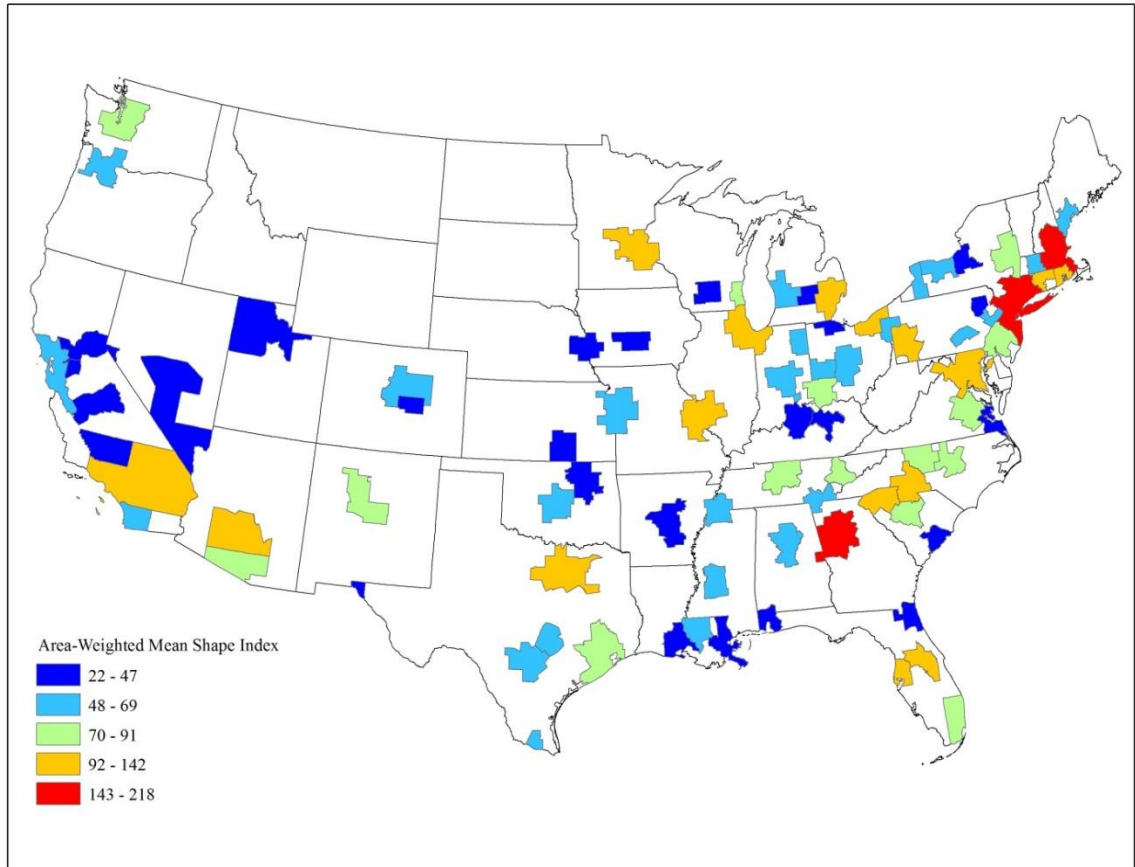 Area-Weighted Mean Shape Index
22 - 47
48 - 69
70 - 91
92 - 142
143 - 218